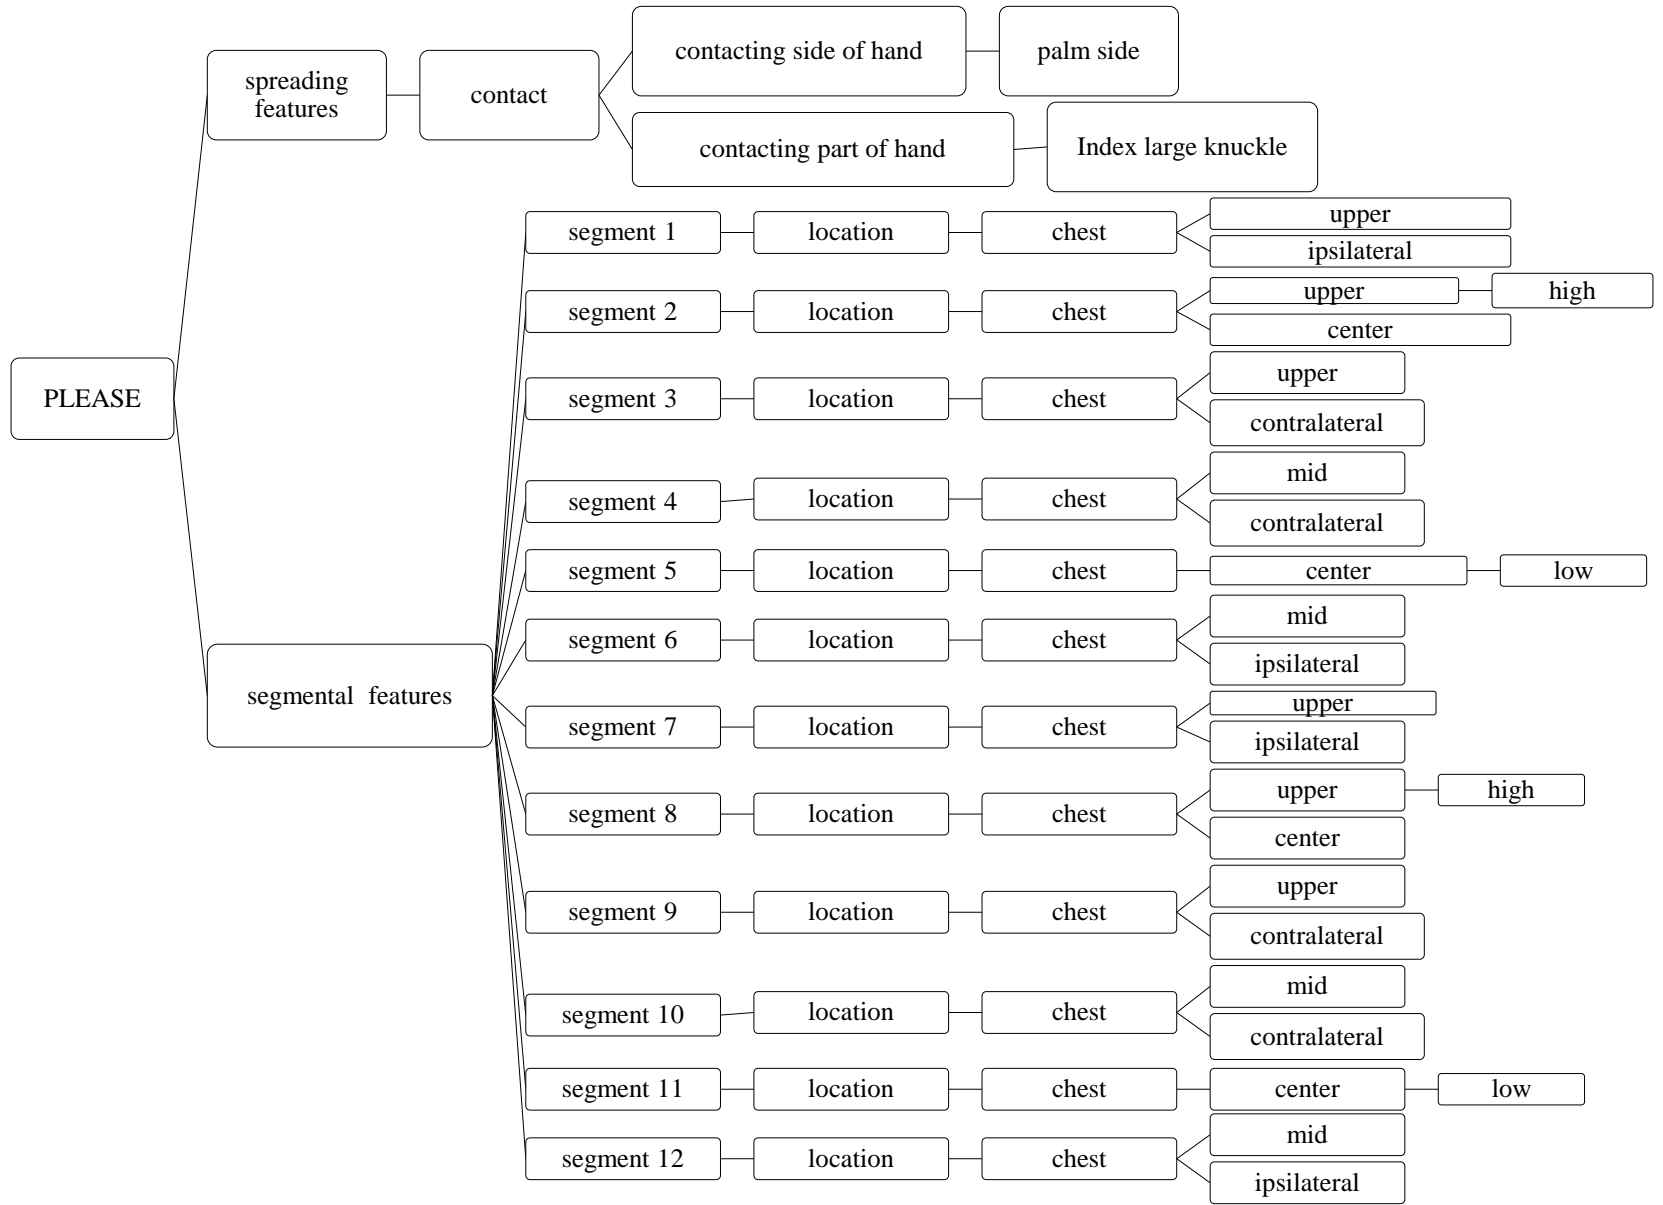 PLEASE
spreading
features
contact
contacting side of hand
palm side
contacting part of hand
Index large knuckle
segmental features
segment 1
location
chest
upper
ipsilateral
segment 2
location
chest
upper
high
center
segment 3
location
chest
upper
contralateral
segment 4
location
chest
mid
contralateral
segment 5
location
chest
center
low
segment 6
location
chest
mid
ipsilateral
segment 7
location
chest
upper
ipsilateral
segment 8
location
chest
upper
high
center
segment 9
location
chest
upper
contralateral
segment 10
location
chest
mid
contralateral
segment 11
location
chest
center
low
segment 12
location
chest
mid
ipsilateral